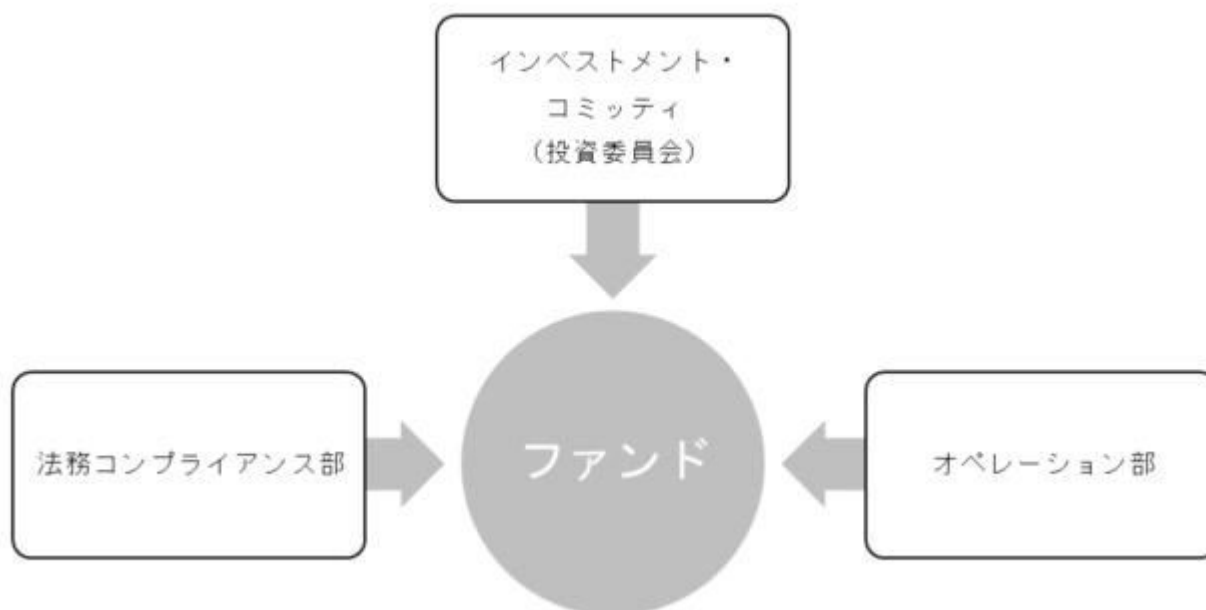 インベストメント・
コミッティ
（投資委員会）
法務コンプライアンス部
ファンド
オペレーション部